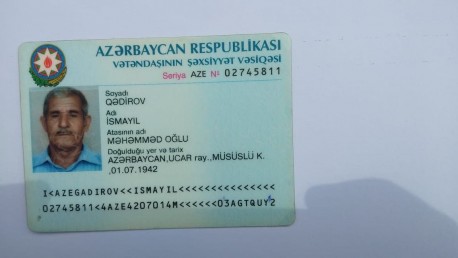 AZƏRBAYCAN RESPUBLİKASI
VƏTƏNDAŞININ ŞƏXSİYYƏT VƏSİQƏSİ
Seriya AZE № 02745811
Soyadı
QƏDİROV
Adı
İSMAYIL
Atasının adı
MƏHƏMMƏD OĞLU
Doğulduğu yer və tarix
AZƏRBAYCAN,UCAR ray.,MÜSÜSLÜ K.
,01.07.1942
I<AZEGADIROV<<ISMAYIL<<<<<<<<<<<<<<<
02745811<4AZE4207014M<<<<<<03AGTQUY2